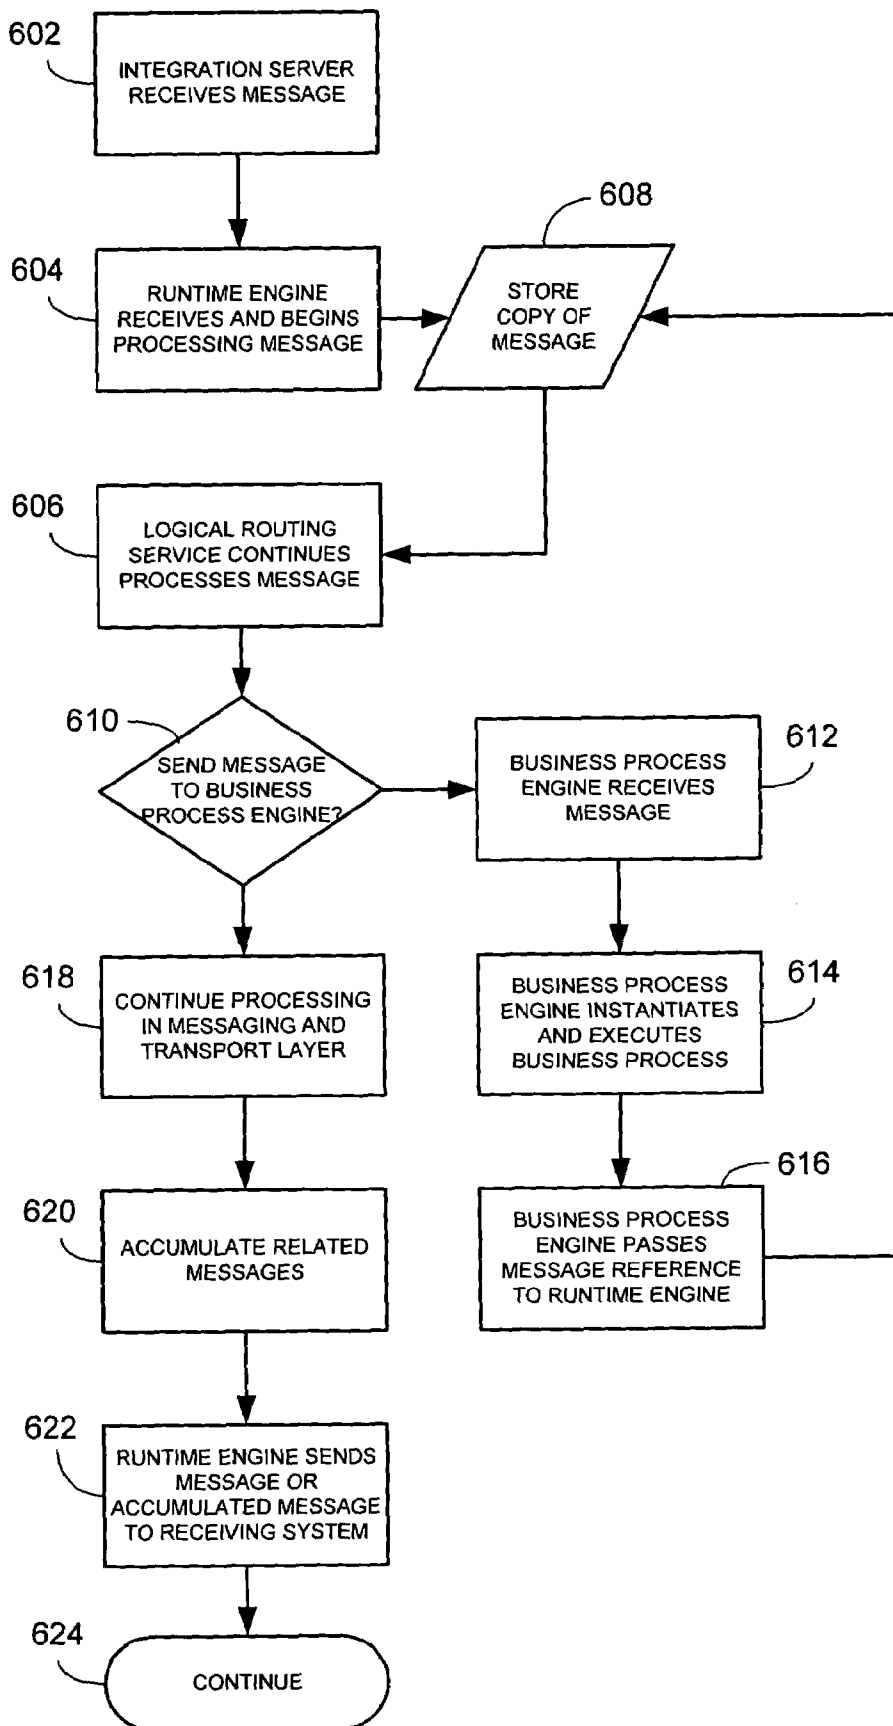 602
INTEGRATION SERVER
RECEIVES MESSAGE
604
RUNTIME ENGINE
RECEIVES AND BEGINS
PROCESSING MESSAGE
608
STORE
COPY OF
MESSAGE
606
LOGICAL ROUTING
SERVICE CONTINUES
PROCESSES MESSAGE
610
SEND MESSAGE
TO BUSINESS
PROCESS ENGINE?
612
BUSINESS PROCESS
ENGINE RECEIVES
MESSAGE
618
CONTINUE PROCESSING
IN MESSAGING AND
TRANSPORT LAYER
614
BUSINESS PROCESS
ENGINE INSTANTIATES
AND EXECUTES
BUSINESS PROCESS
620
ACCUMULATE RELATED
MESSAGES
616
BUSINESS PROCESS
ENGINE PASSES
MESSAGE REFERENCE
TO RUNTIME ENGINE
622
RUNTIME ENGINE SENDS
MESSAGE OR
ACCUMULATED MESSAGE
TO RECEIVING SYSTEM
624
CONTINUE